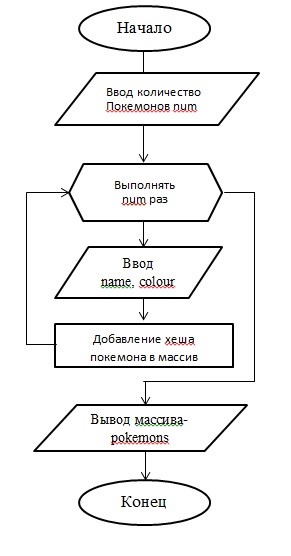 Начало
Ввод количество
Покемонов num
Выполнять
num раз
Ввод
name, colour
Добавление хеша
покемона в массив
Вывод массива-
pokemons
Конец